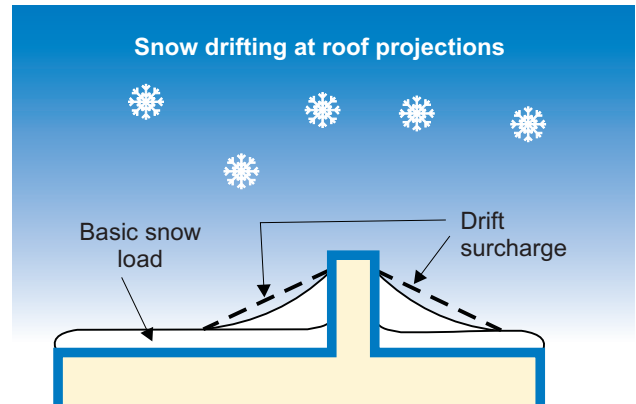 Snow drifting at roof projections
Basic snow
load
Drift
surcharge